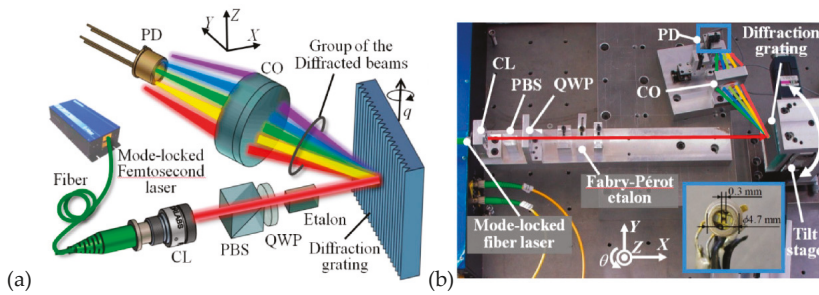 PD
Y
Z
X
Group of the
Diffracted beams
CO
q
Mode-locked
Femtosecond
laser
Fiber
CL
PBS
QWP
Etalon
Diffraction
grating
(a)
PD
Diffraction
grating
CL
PBS
QWP
CO
Fabry-Pérot
etalon
0.3 mm
ϕ4.7 mm
Mode-locked
fiber laser
Y
Z
X
θ
Tilt
stage
(b)